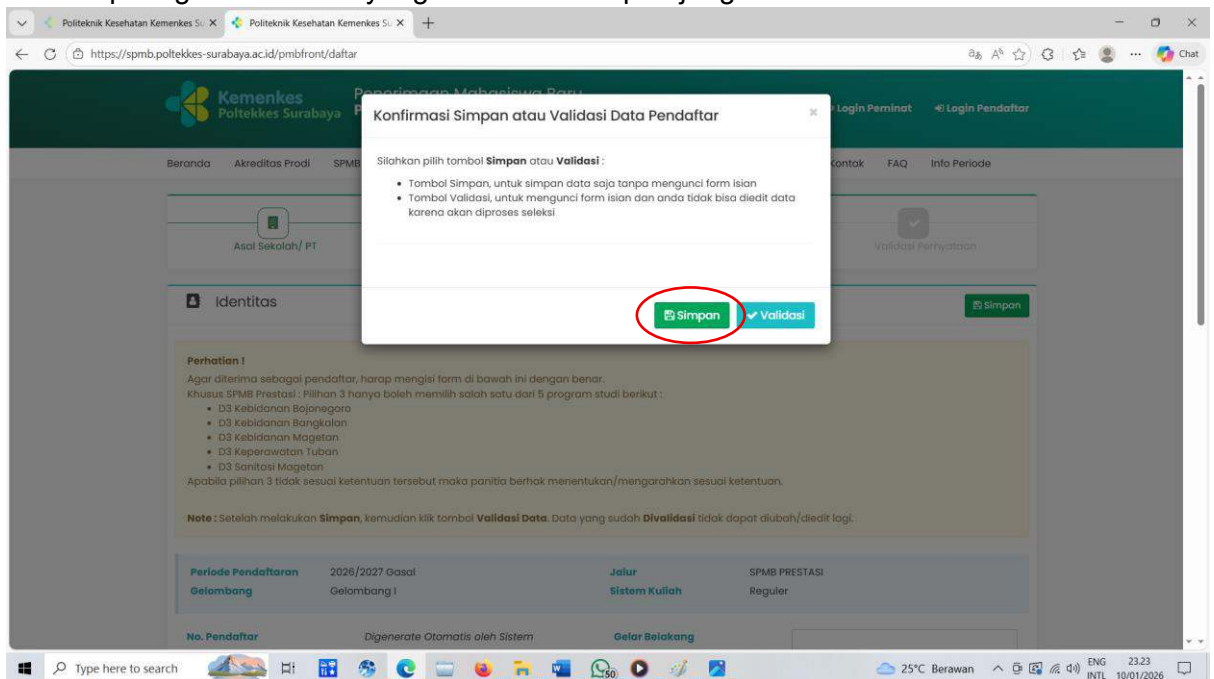 Politeknik Kesehatan Kemenkes Su
Politeknik Kesehatan Kemenkes Su
https://spmb.poltekkes-surabaya.ac.id/pmbfront/daftar
Chat
Kemenkes
Poltekkes Surabaya
Penerimaan Mahasiswa Baru
Login Peminat
Login Pendaftar
Beranda
Akreditas Prodi
SPMB
Kontak
FAQ
Info Periode
Konfirmasi Simpan atau Validasi Data Pendaftar
Silahkan pilih tombol Simpan atau Validasi :
• Tombol Simpan, untuk simpan data saja tanpa mengunci form isian
• Tombol Validasi, untuk mengunci form isian dan anda tidak bisa diedit data
karena akan diproses seleksi
Simpan
Validasi
Asal Sekolah/ PT
Validasi Pernyataan
Identitas
Simpan
Perhatian !
Agar diterima sebagai pendaftar, harap mengisi form di bawah ini dengan benar.
Khusus SPMB Prestasi : Pilihan 3 hanya boleh memilih salah satu dari 5 program studi berikut :
• D3 Kebidanan Bojonegoro
• D3 Kebidanan Bangkalan
• D3 Kebidanan Magetan
• D3 Keperawatan Tuban
• D3 Sanitasi Magetan
Apabila pilihan 3 tidak sesuai ketentuan tersebut maka panitia berhak menentukan/mengarahkan sesuai ketentuan.
Note : Setelah melakukan Simpan, kemudian klik tombol Validasi Data. Data yang sudah Divalidasi tidak dapat diubah/diedit lagi.
Periode Pendaftaran 2026/2027 Gasal Jalur SPMB PRESTASI
Gelombang Gelombang I Sistem Kuliah Reguler
No. Pendaftar Digenerate Otomatis oleh Sistem Gelar Belakang
Type here to search
50
25°C Berawan
ENG
INTL
23.23
10/01/2026